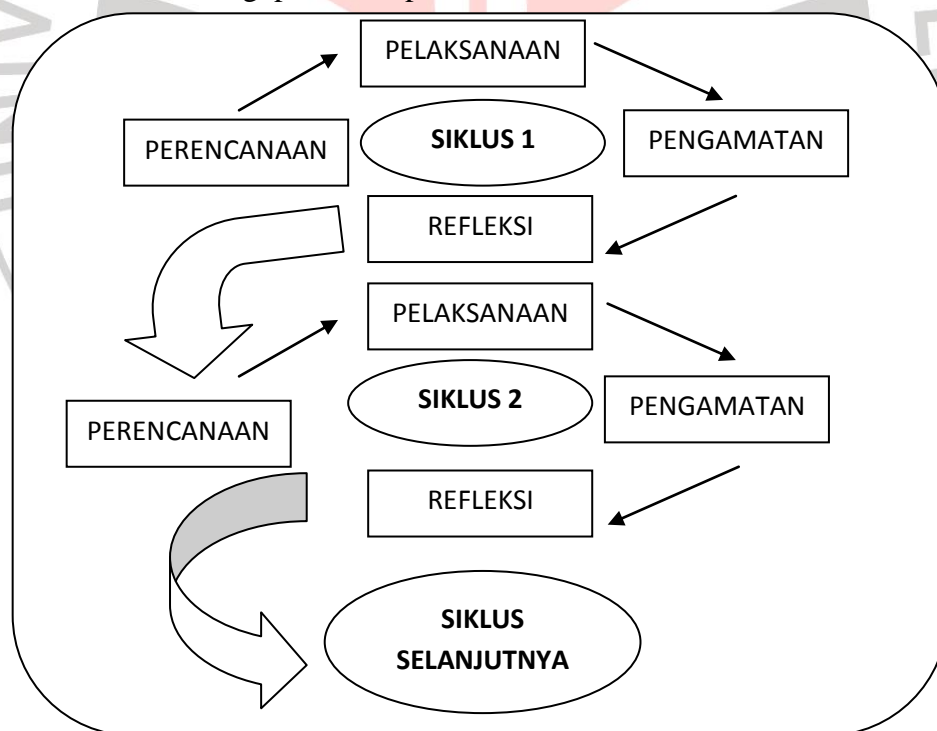 PELAKSANAAN
PERENCANAAN
SIKLUS 1
PENGAMATAN
REFLEKSI
PELAKSANAAN
PERENCANAAN
SIKLUS 2
PENGAMATAN
REFLEKSI
SIKLUS
SELANJUTNYA